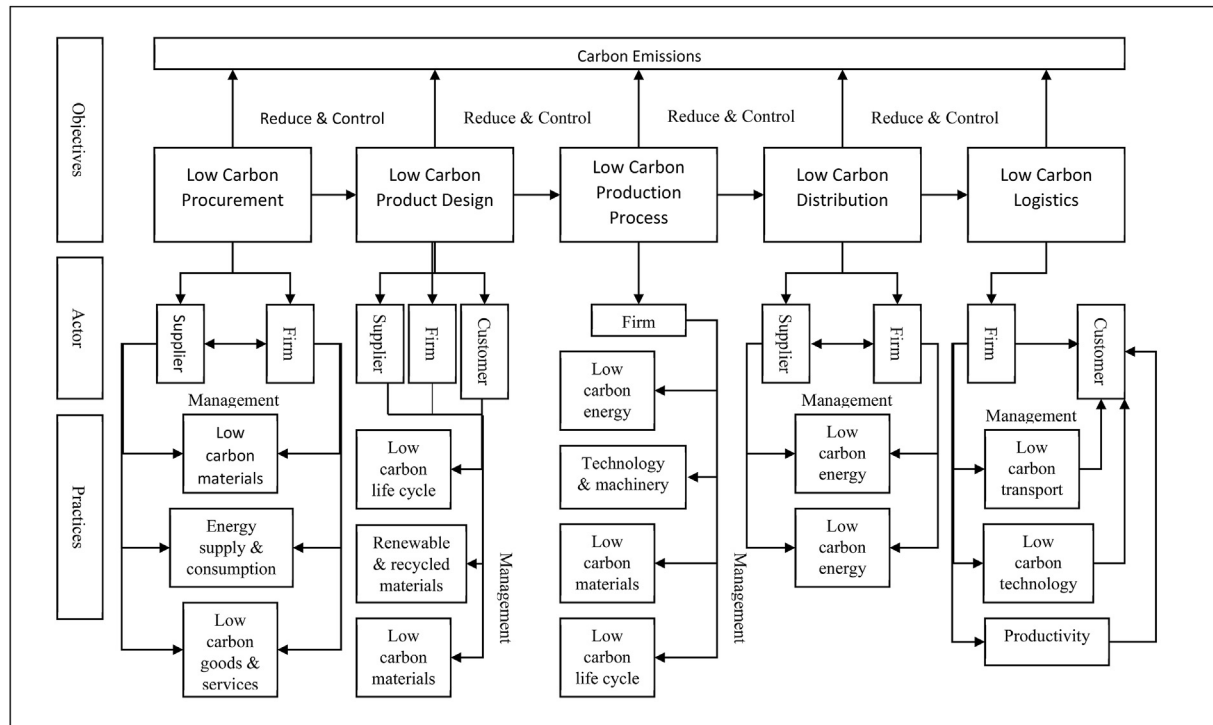 Carbon Emissions
Objectives
Reduce & Control
Reduce & Control
Reduce & Control
Reduce & Control
Low Carbon
Procurement
Low Carbon
Product Design
Low Carbon
Production
Process
Low Carbon
Distribution
Low Carbon
Logistics
Actor
Supplier
Firm
Supplier
Firm
Customer
Firm
Supplier
Firm
Firm
Customer
Practices
Management
Low
carbon
materials
Energy
supply &
consumption
Low
carbon
goods &
services
Low
carbon
life cycle
Renewable
& recycled
materials
Low
carbon
materials
Management
Low
carbon
energy
Technology
& machinery
Low
carbon
materials
Low
carbon
life cycle
Management
Management
Low
carbon
energy
Low
carbon
energy
Management
Low
carbon
transport
Low
carbon
technology
Productivity